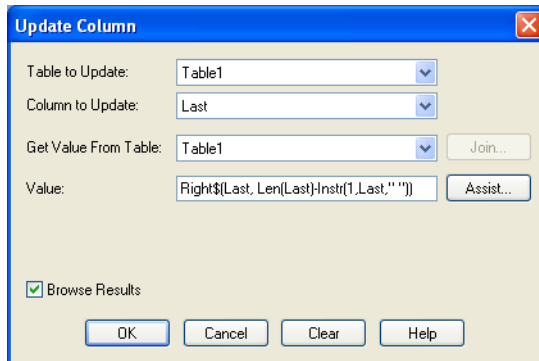 Update Column
Table to Update: Table1
Column to Update: Last
Get Value From Table: Table1 Join...
Value: Right$(Last, Len(Last)-Instr(1,Last," ")) Assist...
Browse Results
OK Cancel Clear Help